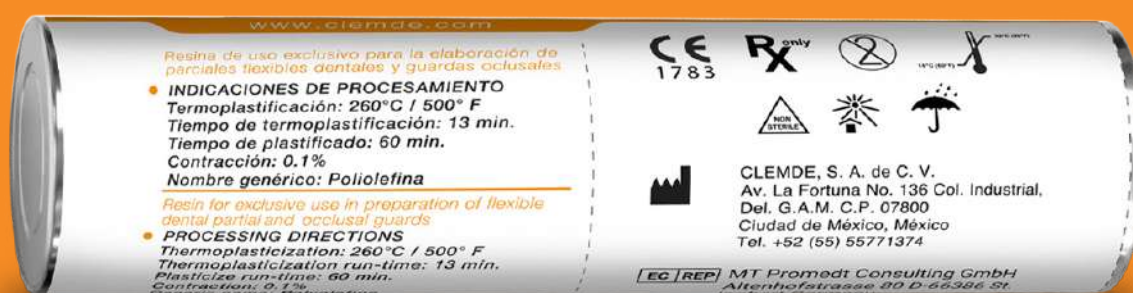 www.clemde.com
Resina de uso exclusivo para la elaboración de
parciales flexibles dentales y guardas oclusales
• INDICACIONES DE PROCESAMIENTO
Termoplastificación: 260°C / 500° F
Tiempo de termoplastificación: 13 min.
Tiempo de plastificado: 60 min.
Contracción: 0.1%
Nombre genérico: Poliolefina
Resin for exclusive use in preparation of flexible
dental partial and occlusal guards
• PROCESSING DIRECTIONS
Thermoplasticization: 260°C / 500° F
Thermoplasticization run-time: 13 min.
Plasticize run-time: 60 min.
Contraction: 0.1%
CE
1783
Rx only
2
NON
STERILE
CLEMDE, S. A. de C. V.
Av. La Fortuna No. 136 Col. Industrial,
Del. G.A.M. C.P. 07800
Ciudad de México, México
Tel. +52 (55) 55771374
EC REP MT Promedt Consulting GmbH
Altenhofstrasse 80 D-66386 St.